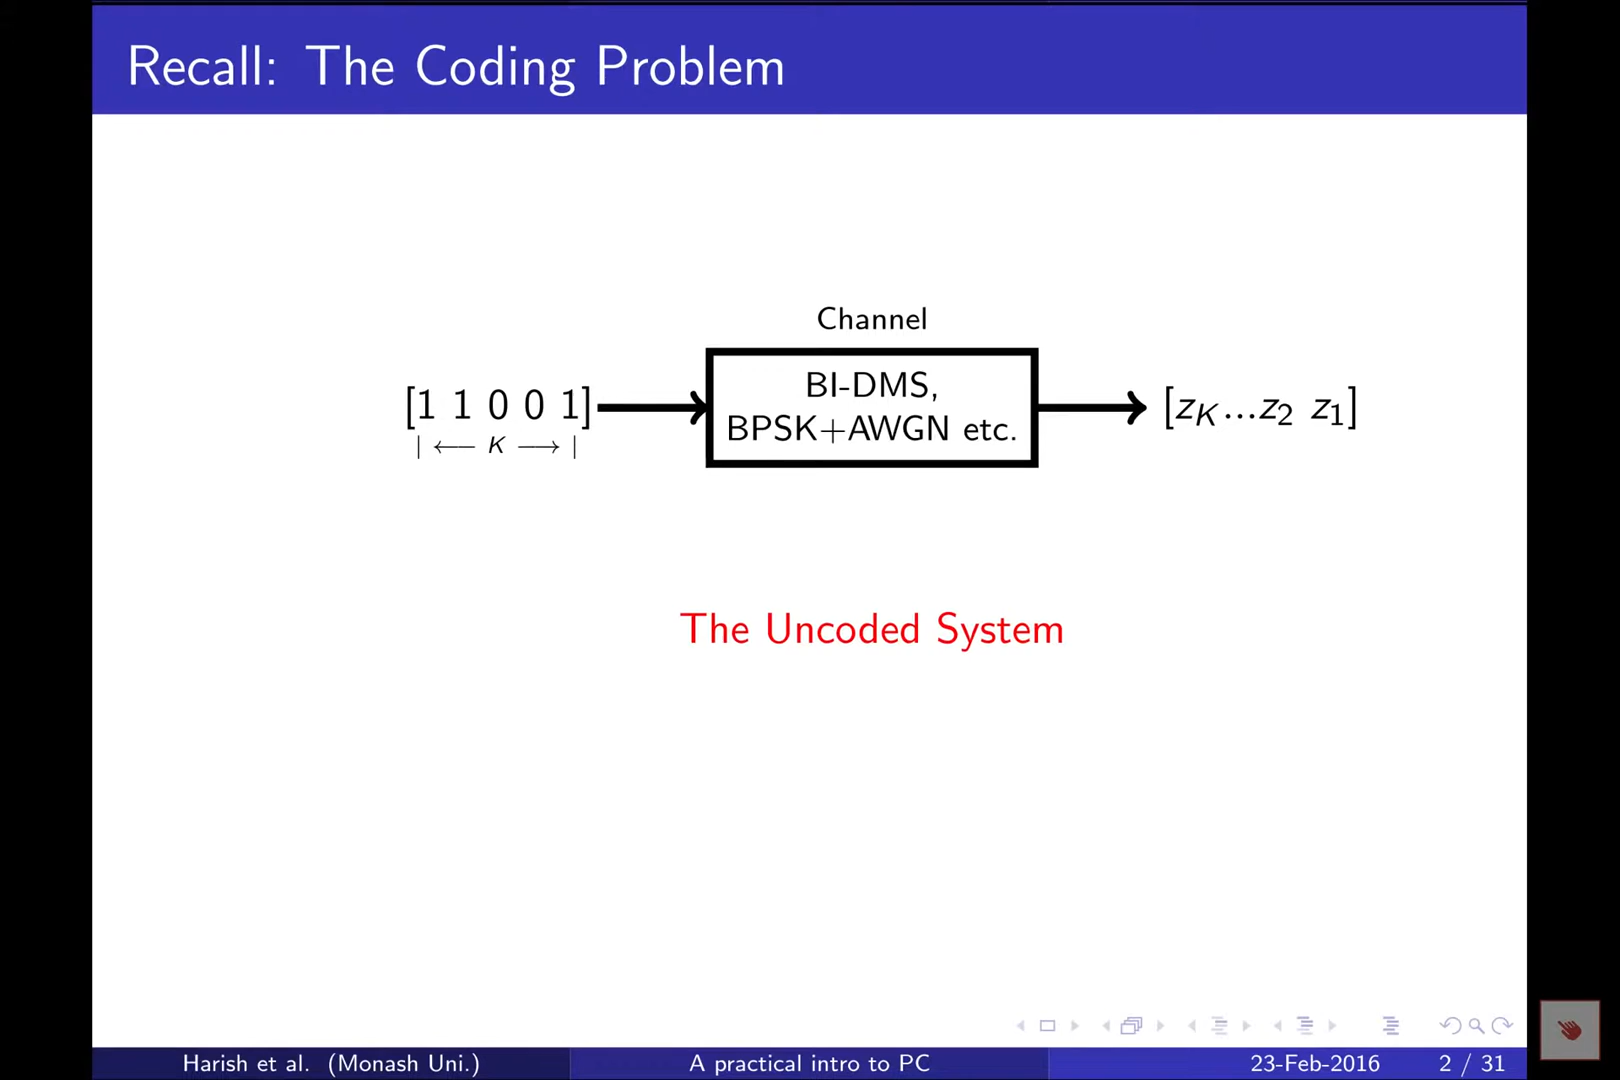 Recall: The Coding Problem
Channel
[1 1 0 0 1]
BI-DMS,
BPSK+AWGN etc.
[z_K...z_2 z_1]
| ⟵ K ⟶ |
The Uncoded System
Harish et al. (Monash Uni.)
A practical intro to PC
23-Feb-2016
2 / 31